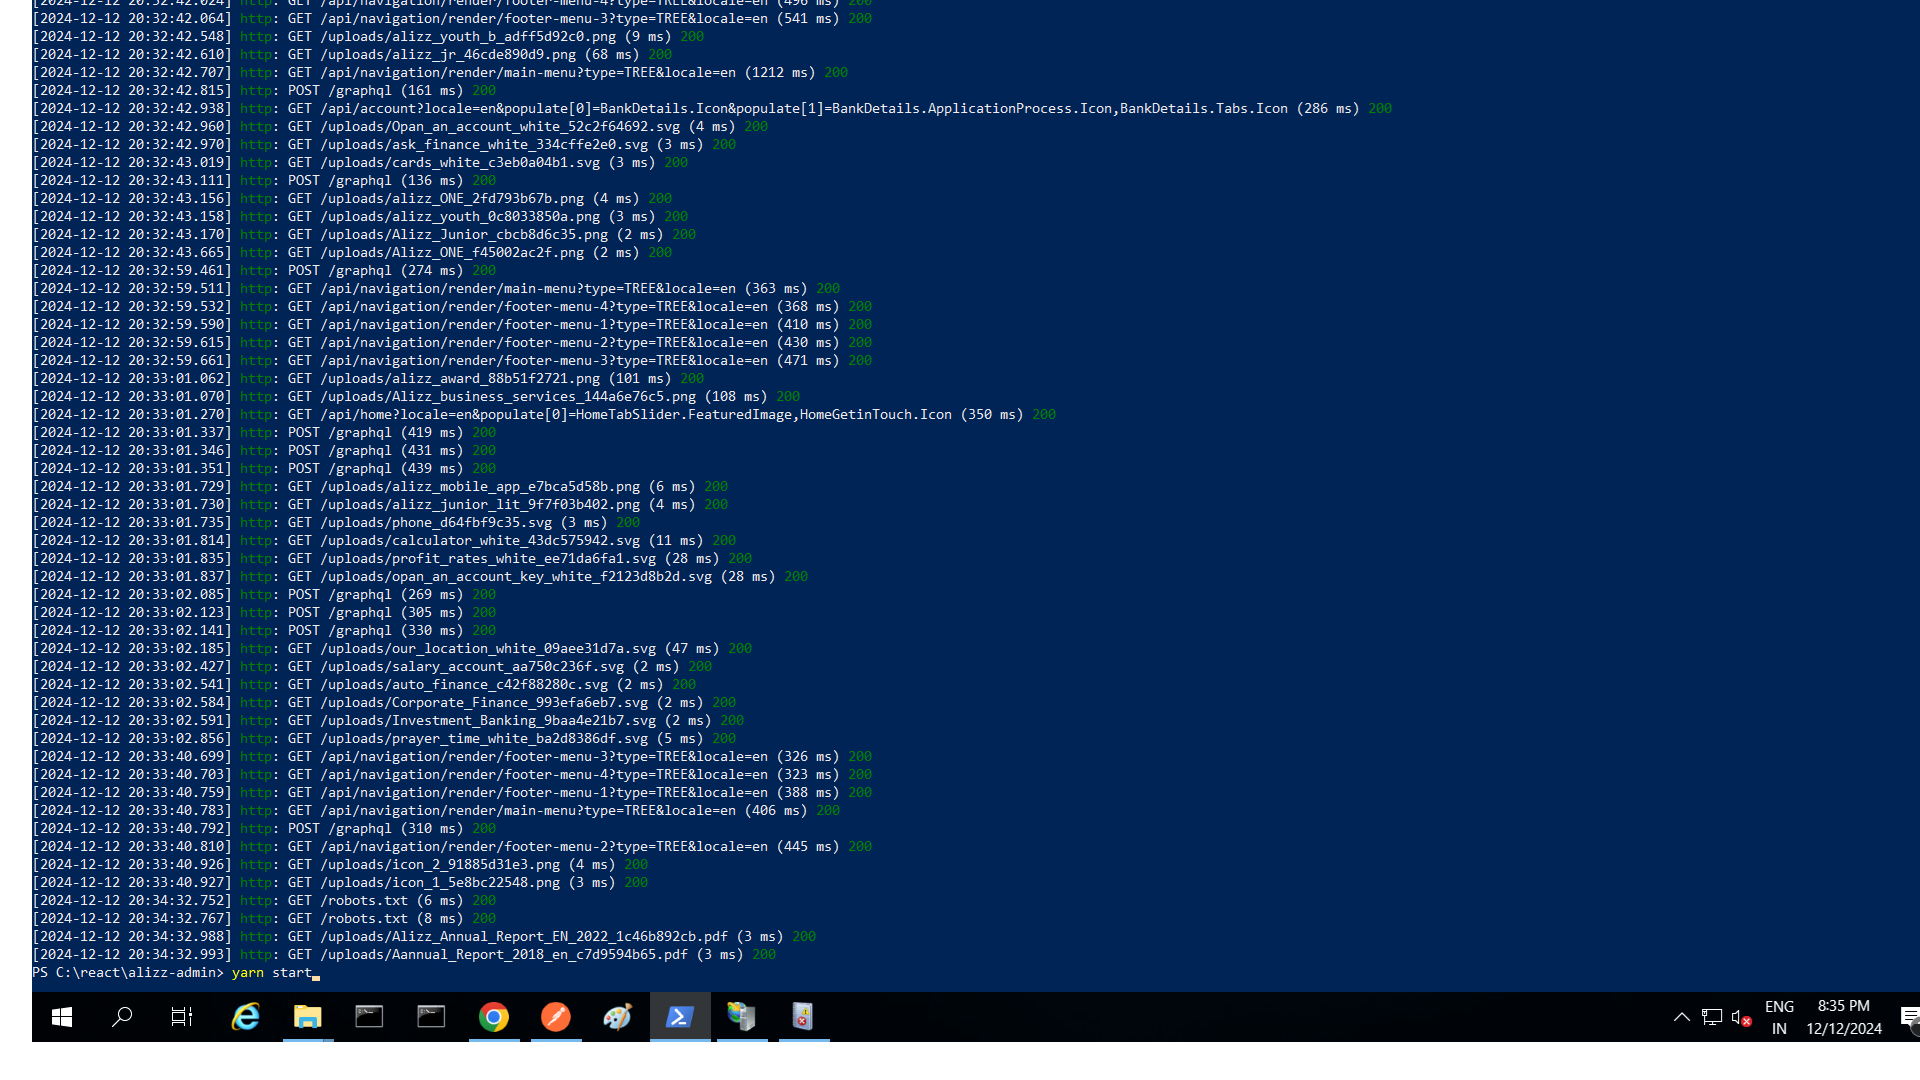 [2024-12-12 20:32:42.024] http: GET /api/navigation/render/footer-menu-4?type=TREE&locale=en (496 ms) 200
[2024-12-12 20:32:42.064] http: GET /api/navigation/render/footer-menu-3?type=TREE&locale=en (541 ms) 200
[2024-12-12 20:32:42.548] http: GET /uploads/alizz_youth_b_adff5d92c0.png (9 ms) 200
[2024-12-12 20:32:42.610] http: GET /uploads/alizz_jr_46cde890d9.png (68 ms) 200
[2024-12-12 20:32:42.707] http: GET /api/navigation/render/main-menu?type=TREE&locale=en (1212 ms) 200
[2024-12-12 20:32:42.815] http: POST /graphql (161 ms) 200
[2024-12-12 20:32:42.938] http: GET /api/account?locale=en&populate[0]=BankDetails.Icon&populate[1]=BankDetails.ApplicationProcess.Icon,BankDetails.Tabs.Icon (286 ms) 200
[2024-12-12 20:32:42.960] http: GET /uploads/Opan_an_account_white_52c2f64692.svg (4 ms) 200
[2024-12-12 20:32:42.970] http: GET /uploads/ask_finance_white_334cffe2e0.svg (3 ms) 200
[2024-12-12 20:32:43.019] http: GET /uploads/cards_white_c3eb0a04b1.svg (3 ms) 200
[2024-12-12 20:32:43.111] http: POST /graphql (136 ms) 200
[2024-12-12 20:32:43.156] http: GET /uploads/alizz_ONE_2fd793b67b.png (4 ms) 200
[2024-12-12 20:32:43.158] http: GET /uploads/alizz_youth_0c8033850a.png (3 ms) 200
[2024-12-12 20:32:43.170] http: GET /uploads/Alizz_Junior_cbcb8d6c35.png (2 ms) 200
[2024-12-12 20:32:43.665] http: GET /uploads/Alizz_ONE_f45002ac2f.png (2 ms) 200
[2024-12-12 20:32:59.461] http: POST /graphql (274 ms) 200
[2024-12-12 20:32:59.511] http: GET /api/navigation/render/main-menu?type=TREE&locale=en (363 ms) 200
[2024-12-12 20:32:59.532] http: GET /api/navigation/render/footer-menu-4?type=TREE&locale=en (368 ms) 200
[2024-12-12 20:32:59.590] http: GET /api/navigation/render/footer-menu-1?type=TREE&locale=en (410 ms) 200
[2024-12-12 20:32:59.615] http: GET /api/navigation/render/footer-menu-2?type=TREE&locale=en (430 ms) 200
[2024-12-12 20:32:59.661] http: GET /api/navigation/render/footer-menu-3?type=TREE&locale=en (471 ms) 200
[2024-12-12 20:33:01.062] http: GET /uploads/alizz_award_88b51f2721.png (101 ms) 200
[2024-12-12 20:33:01.070] http: GET /uploads/Alizz_business_services_144a6e76c5.png (108 ms) 200
[2024-12-12 20:33:01.270] http: GET /api/home?locale=en&populate[0]=HomeTabSlider.FeaturedImage,HomeGetinTouch.Icon (350 ms) 200
[2024-12-12 20:33:01.337] http: POST /graphql (419 ms) 200
[2024-12-12 20:33:01.346] http: POST /graphql (431 ms) 200
[2024-12-12 20:33:01.351] http: POST /graphql (439 ms) 200
[2024-12-12 20:33:01.729] http: GET /uploads/alizz_mobile_app_e7bca5d58b.png (6 ms) 200
[2024-12-12 20:33:01.730] http: GET /uploads/alizz_junior_lit_9f7f03b402.png (4 ms) 200
[2024-12-12 20:33:01.735] http: GET /uploads/phone_d64fbf9c35.svg (3 ms) 200
[2024-12-12 20:33:01.814] http: GET /uploads/calculator_white_43dc575942.svg (11 ms) 200
[2024-12-12 20:33:01.835] http: GET /uploads/profit_rates_white_ee71da6fa1.svg (28 ms) 200
[2024-12-12 20:33:01.837] http: GET /uploads/opan_an_account_key_white_f2123d8b2d.svg (28 ms) 200
[2024-12-12 20:33:02.085] http: POST /graphql (269 ms) 200
[2024-12-12 20:33:02.123] http: POST /graphql (305 ms) 200
[2024-12-12 20:33:02.141] http: POST /graphql (330 ms) 200
[2024-12-12 20:33:02.185] http: GET /uploads/our_location_white_09aee31d7a.svg (47 ms) 200
[2024-12-12 20:33:02.427] http: GET /uploads/salary_account_aa750c236f.svg (2 ms) 200
[2024-12-12 20:33:02.541] http: GET /uploads/auto_finance_c42f88280c.svg (2 ms) 200
[2024-12-12 20:33:02.584] http: GET /uploads/Corporate_Finance_993efa6eb7.svg (2 ms) 200
[2024-12-12 20:33:02.591] http: GET /uploads/Investment_Banking_9baa4e21b7.svg (2 ms) 200
[2024-12-12 20:33:02.856] http: GET /uploads/prayer_time_white_ba2d8386df.svg (5 ms) 200
[2024-12-12 20:33:40.699] http: GET /api/navigation/render/footer-menu-3?type=TREE&locale=en (326 ms) 200
[2024-12-12 20:33:40.703] http: GET /api/navigation/render/footer-menu-4?type=TREE&locale=en (323 ms) 200
[2024-12-12 20:33:40.759] http: GET /api/navigation/render/footer-menu-1?type=TREE&locale=en (388 ms) 200
[2024-12-12 20:33:40.783] http: GET /api/navigation/render/main-menu?type=TREE&locale=en (406 ms) 200
[2024-12-12 20:33:40.792] http: POST /graphql (310 ms) 200
[2024-12-12 20:33:40.810] http: GET /api/navigation/render/footer-menu-2?type=TREE&locale=en (445 ms) 200
[2024-12-12 20:33:40.926] http: GET /uploads/icon_2_91885d31e3.png (4 ms) 200
[2024-12-12 20:33:40.927] http: GET /uploads/icon_1_5e8bc22548.png (3 ms) 200
[2024-12-12 20:34:32.752] http: GET /robots.txt (6 ms) 200
[2024-12-12 20:34:32.767] http: GET /robots.txt (8 ms) 200
[2024-12-12 20:34:32.988] http: GET /uploads/Alizz_Annual_Report_EN_2022_1c46b892cb.pdf (3 ms) 200
[2024-12-12 20:34:32.993] http: GET /uploads/Aannual_Report_2018_en_c7d9594b65.pdf (3 ms) 200
PS C:\react\alizz-admin> yarn start
ENG
IN
8:35 PM
12/12/2024